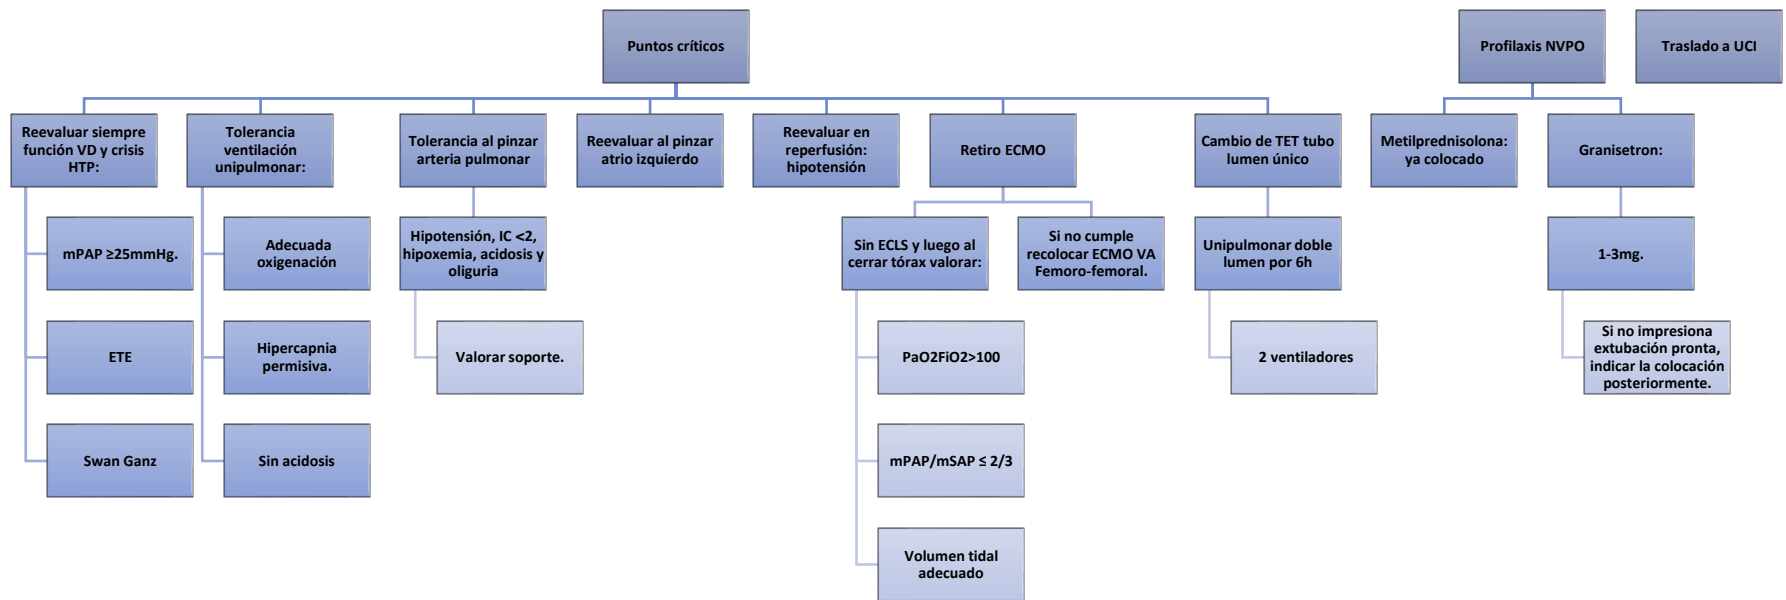 Puntos críticos
Profilaxis NVPO
Traslado a UCI
Reevaluar siempre
función VD y crisis
HTP:
Tolerancia
ventilación
unipulmonar:
Tolerancia al pinzar
arteria pulmonar
Reevaluar al pinzar
atrio izquierdo
Reevaluar en
reperfusión:
hipotensión
Retiro ECMO
Cambio de TET tubo
lumen único
Metilprednisolona:
ya colocado
Granisetron:
mPAP ≥25mmHg.
Adecuada
oxigenación
Hipotensión, IC <2,
hipoxemia, acidosis y
oliguria
Sin ECLS y luego al
cerrar tórax valorar:
Si no cumple
recolocar ECMO VA
Femoro-femoral.
Unipulmonar doble
lumen por 6h
1-3mg.
ETE
Hipercapnia
permisiva.
Valorar soporte.
PaO2FiO2>100
2 ventiladores
Si no impresiona
extubación pronta,
indicar la colocación
posteriormente.
Swan Ganz
Sin acidosis
mPAP/mSAP ≤ 2/3
Volumen tidal
adecuado